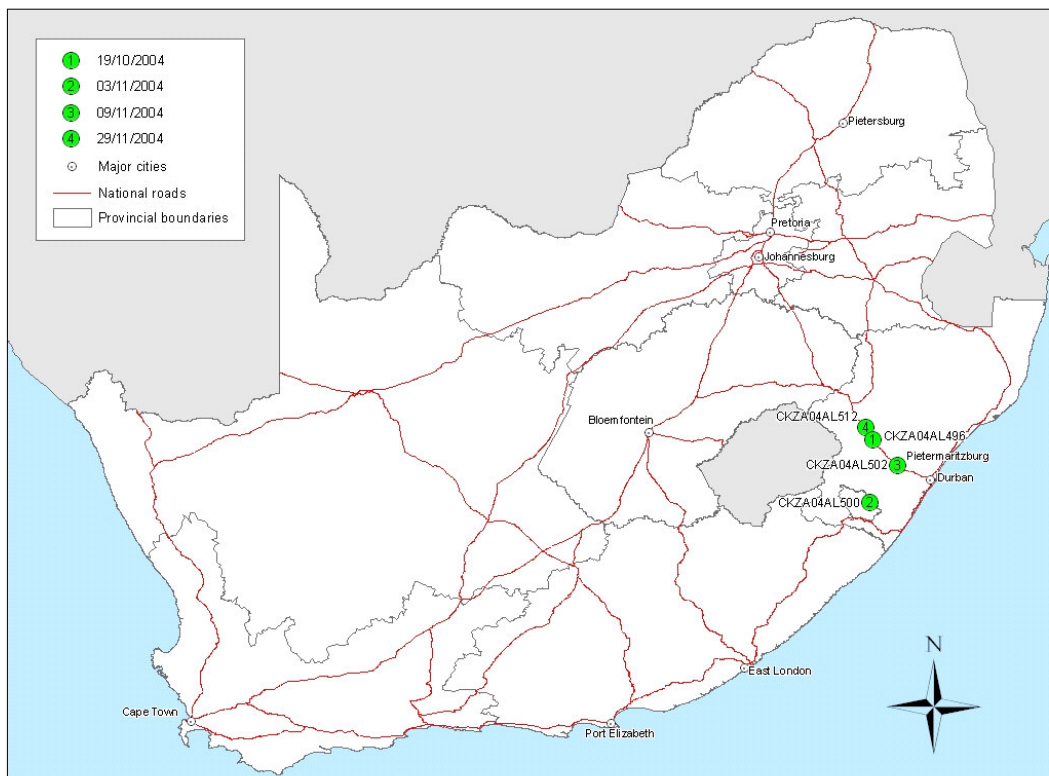 1 19/10/2004
2 03/11/2004
3 09/11/2004
4 29/11/2004
Major cities
National roads
Provincial boundaries
Pietersburg
Pretoria
Johannesburg
Bloemfontein
CKZA04AL512
4
1 CKZA04AL496
Pietermaritzburg
CKZA04AL502 3
Durban
CKZA04AL500 2
N
East London
Cape Town
Port Elizabeth